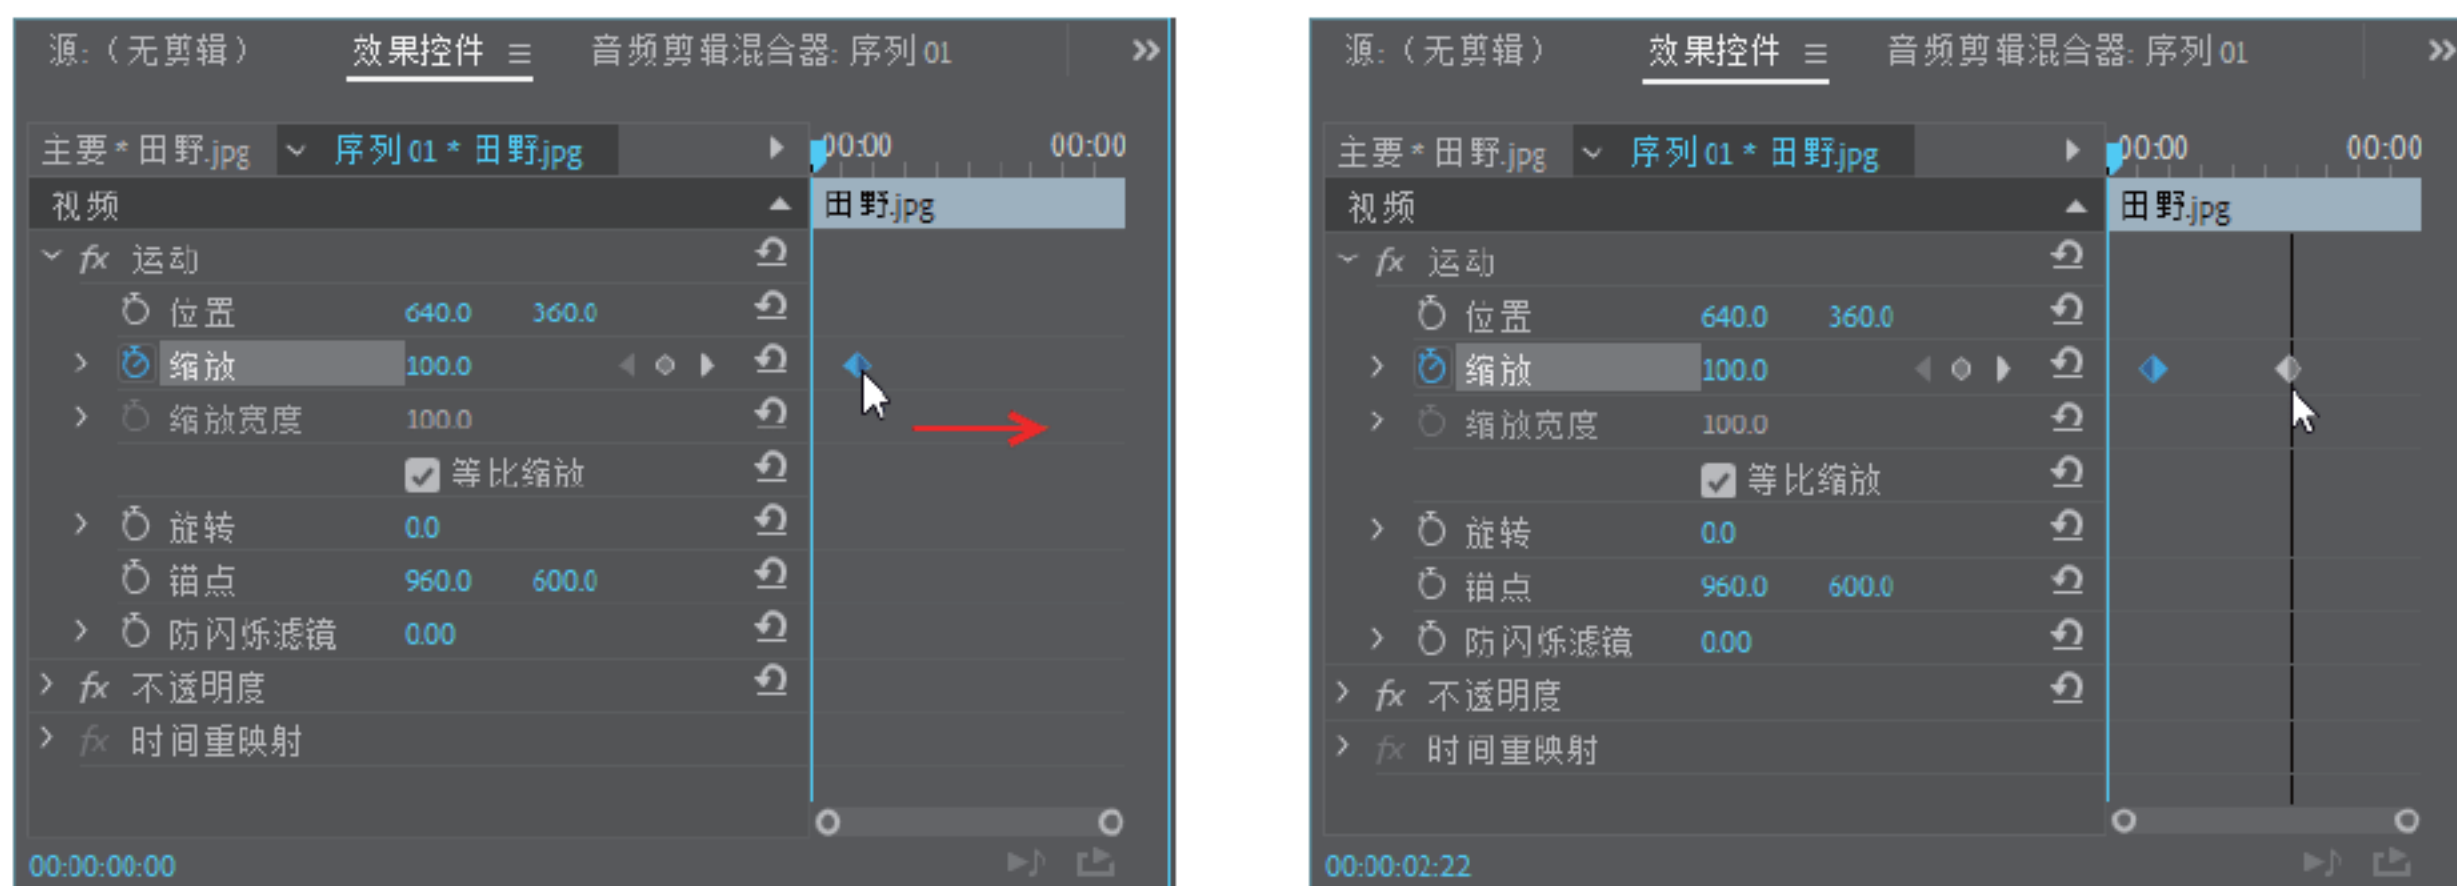 源:（无剪辑） 效果控件 ≡ 音频剪辑混合器: 序列 01 »
主要 * 田野.jpg 序列 01 * 田野.jpg 00:00 00:00
视频 田野.jpg
fx 运动
位置 640.0 360.0
缩放 100.0
缩放宽度 100.0
等比缩放
旋转 0.0
锚点 960.0 600.0
防闪烁滤镜 0.00
fx 不透明度
fx 时间重映射
00:00:00:00
源:（无剪辑） 效果控件 ≡ 音频剪辑混合器: 序列 01 »
主要 * 田野.jpg 序列 01 * 田野.jpg 00:00 00:00
视频 田野.jpg
fx 运动
位置 640.0 360.0
缩放 100.0
缩放宽度 100.0
等比缩放
旋转 0.0
锚点 960.0 600.0
防闪烁滤镜 0.00
fx 不透明度
fx 时间重映射
00:00:02:22